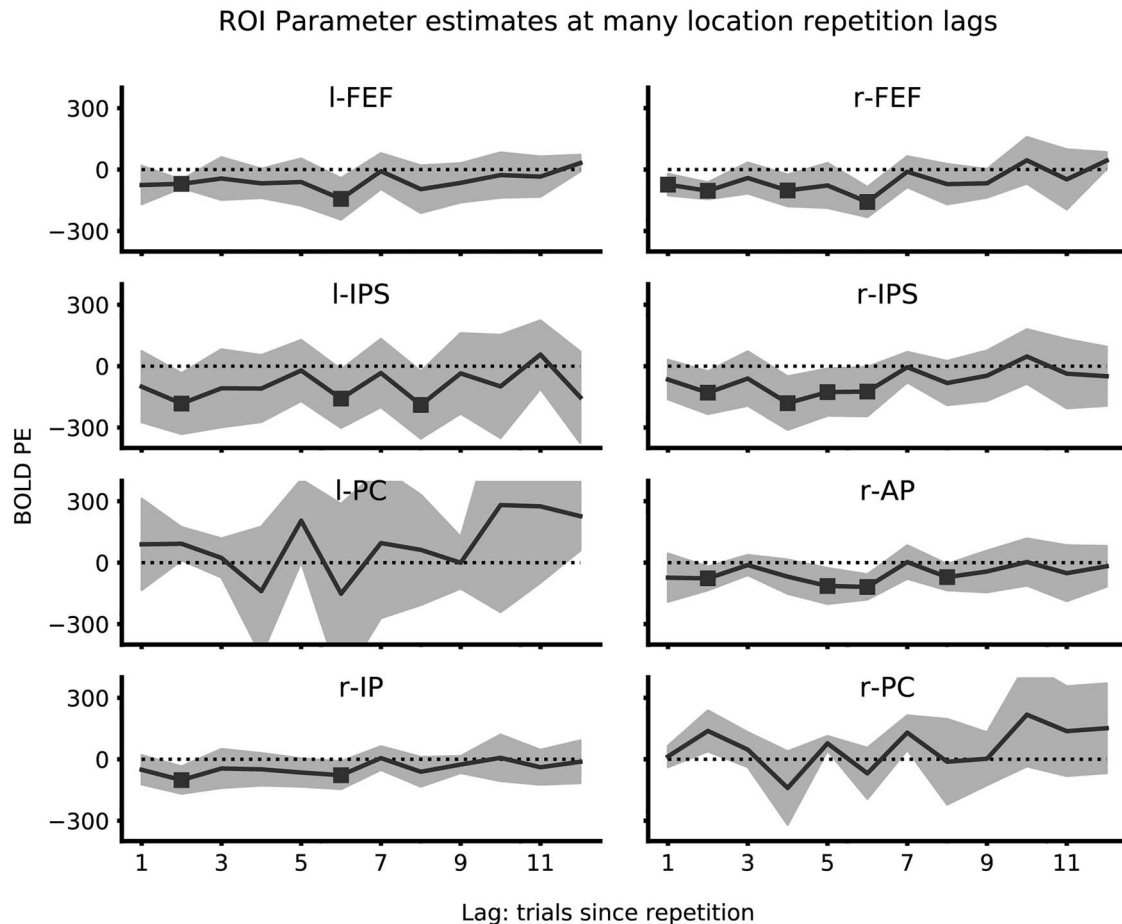 ROI Parameter estimates at many location repetition lags
l-FEF
300
0
−300
r-FEF
l-IPS
300
0
−300
r-IPS
l-PC
300
0
−300
r-AP
r-IP
300
0
−300
1 3 5 7 9 11
r-PC
1 3 5 7 9 11
BOLD PE
Lag: trials since repetition